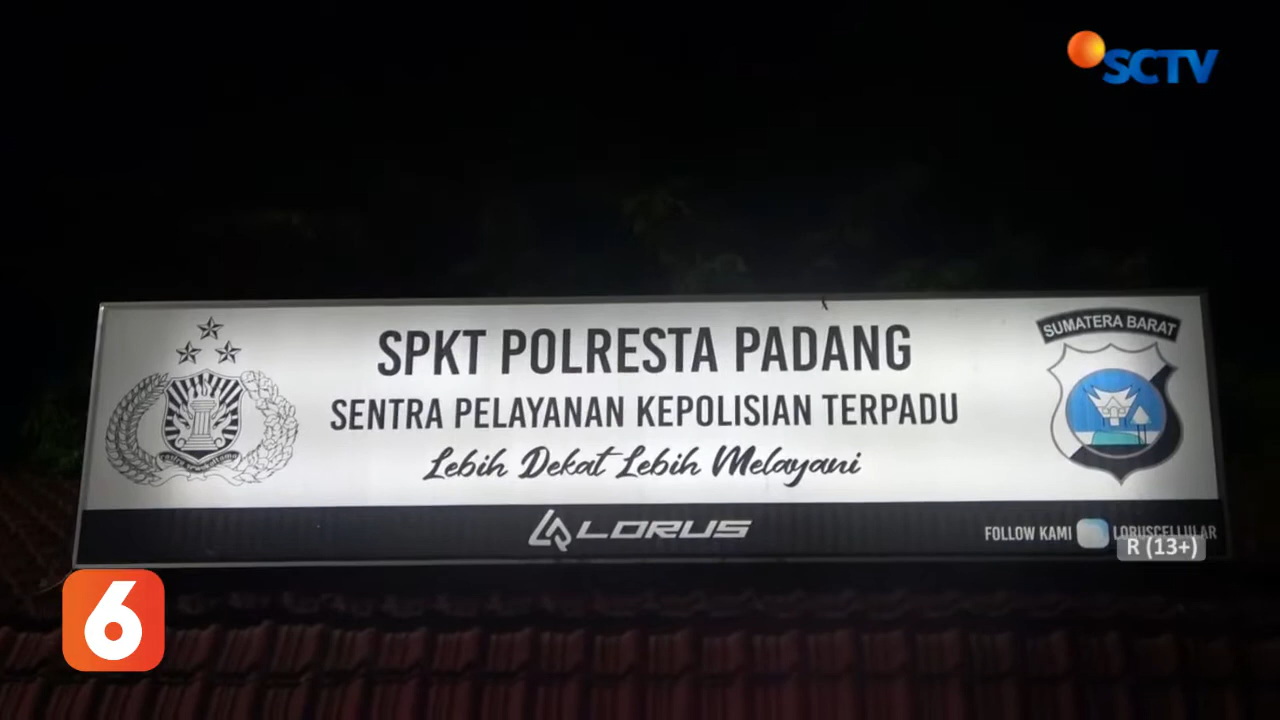 SCTV
SPKT POLRESTA PADANG
SENTRA PELAYANAN KEPOLISIAN TERPADU
Lebih Dekat Lebih Melayani
SUMATERA BARAT
LORUS
FOLLOW KAMI LORUSCELLULAR
R (13+)
6